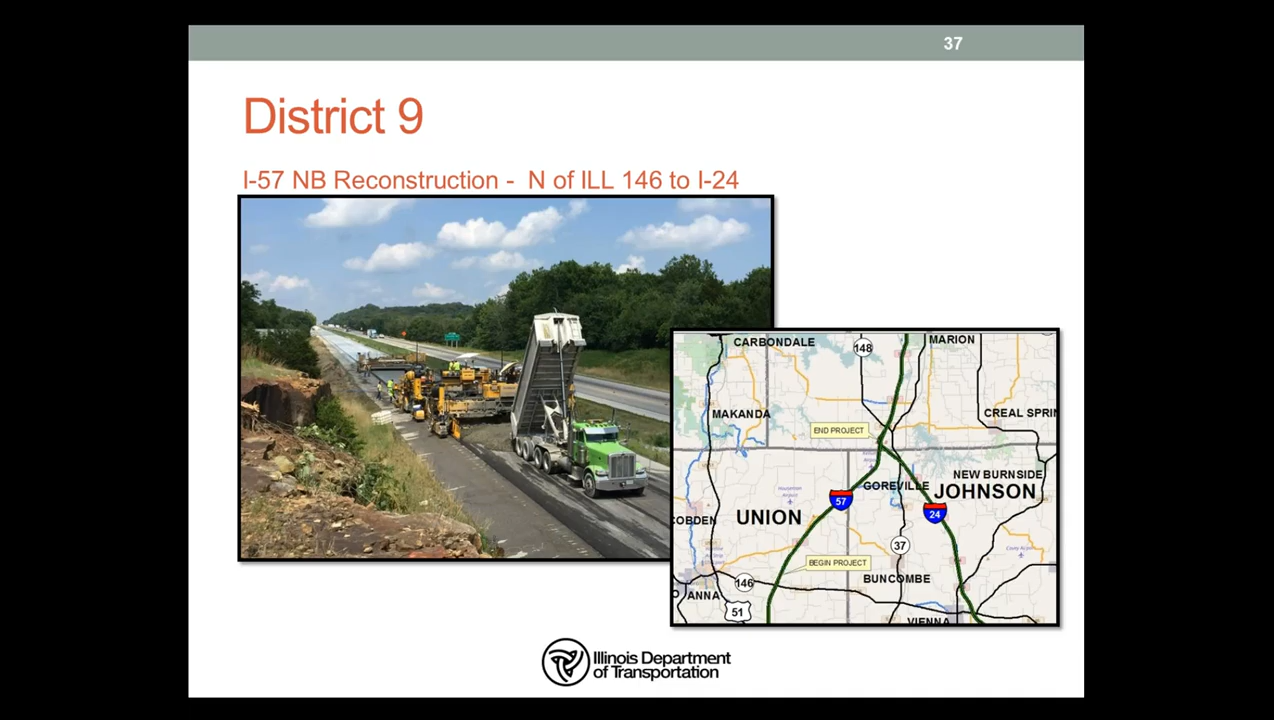 37
District 9
I-57 NB Reconstruction - N of ILL 146 to I-24
CARBONDALE
148
MARION
MAKANDA
CREAL SPRIN
END PROJECT
NEW BURNSIDE
GOREVILLE
JOHNSON
57
24
UNION
COBDEN
37
BEGIN PROJECT
BUNCOMBE
146
ANNA
51
VIENNA
Illinois Department
of Transportation